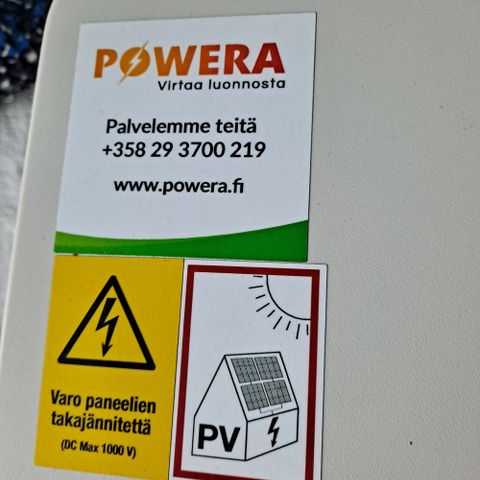 POWERA
Virtaa luonnosta
Palvelemme teitä
+358 29 3700 219
www.powera.fi
Varo paneelien
takajännitettä
(DC Max 1000 V)
PV